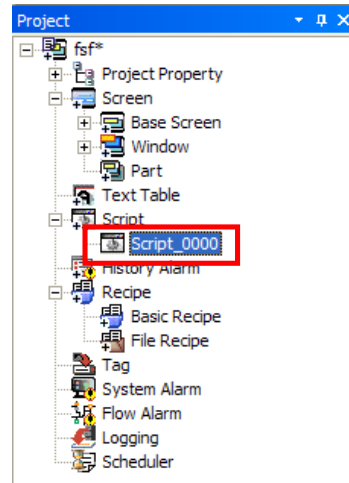 Project
fsf*
Project Property
Screen
Base Screen
Window
Part
Text Table
Script
Script_0000
History Alarm
Recipe
Basic Recipe
File Recipe
Tag
System Alarm
Flow Alarm
Logging
Scheduler